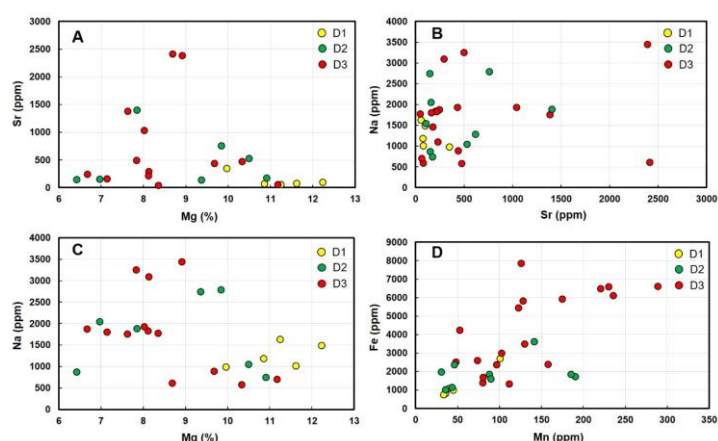 3000
2500
2000
1500
1000
500
0
Sr (ppm)
A
D1
D2
D3
6 7 8 9 10 11 12 13
Mg (%)
4000
3500
3000
2500
2000
1500
1000
500
0
Na (ppm)
B
D1
D2
D3
0 500 1000 1500 2000 2500 3000
Sr (ppm)
4000
3500
3000
2500
2000
1500
1000
500
0
Na (ppm)
C
D1
D2
D3
6 7 8 9 10 11 12 13
Mg (%)
9000
8000
7000
6000
5000
4000
3000
2000
1000
0
Fe (ppm)
D
D1
D2
D3
0 50 100 150 200 250 300 350
Mn (ppm)